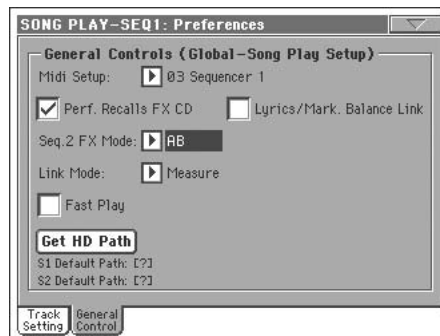 SONG PLAY-SEQ1: Preferences
General Controls (Global-Song Play Setup)
Midi Setup: 03 Sequencer 1
Perf. Recalls FX CD Lyrics/Mark. Balance Link
Seq.2 FX Mode: AB
Link Mode: Measure
Fast Play
Get HD Path
S1 Default Path: [?]
S2 Default Path: [?]
Track Setting
General Control